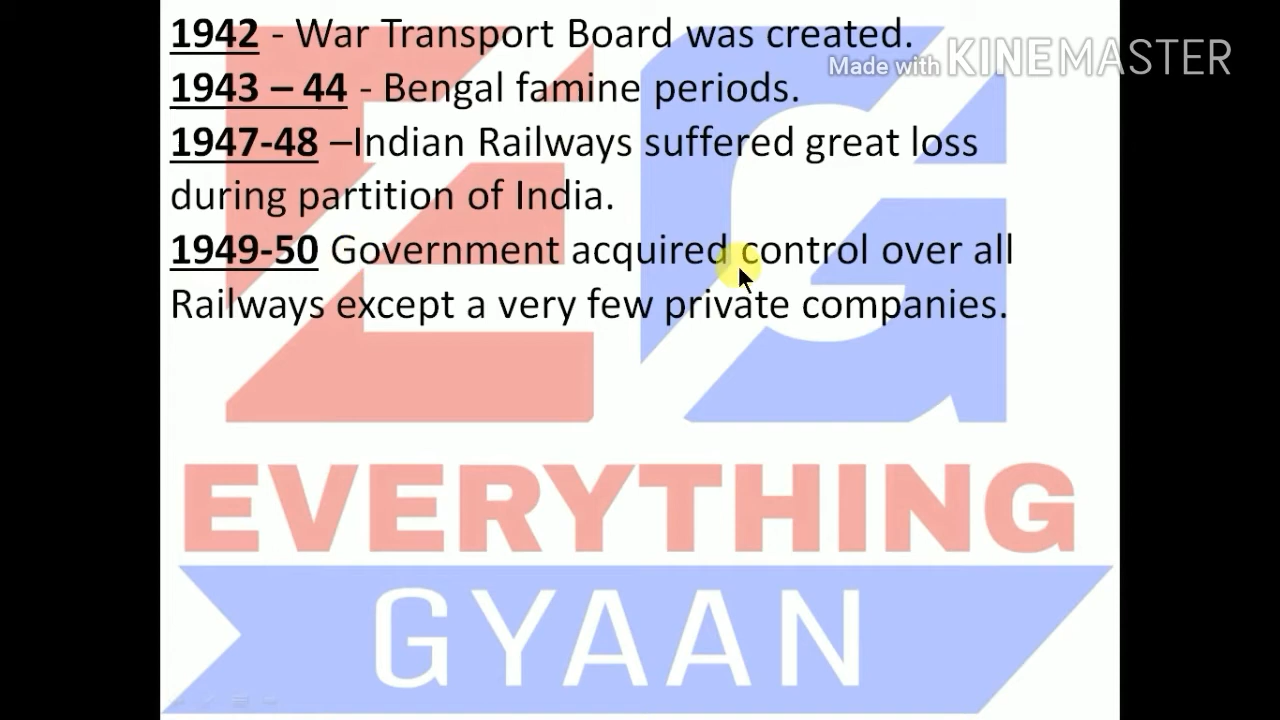 1942 - War Transport Board was created.
Made with KINEMASTER
1943 – 44 - Bengal famine periods.
1947-48 –Indian Railways suffered great loss
during partition of India.
1949-50 Government acquired control over all
Railways except a very few private companies.
EG
EVERYTHING
GYAAN